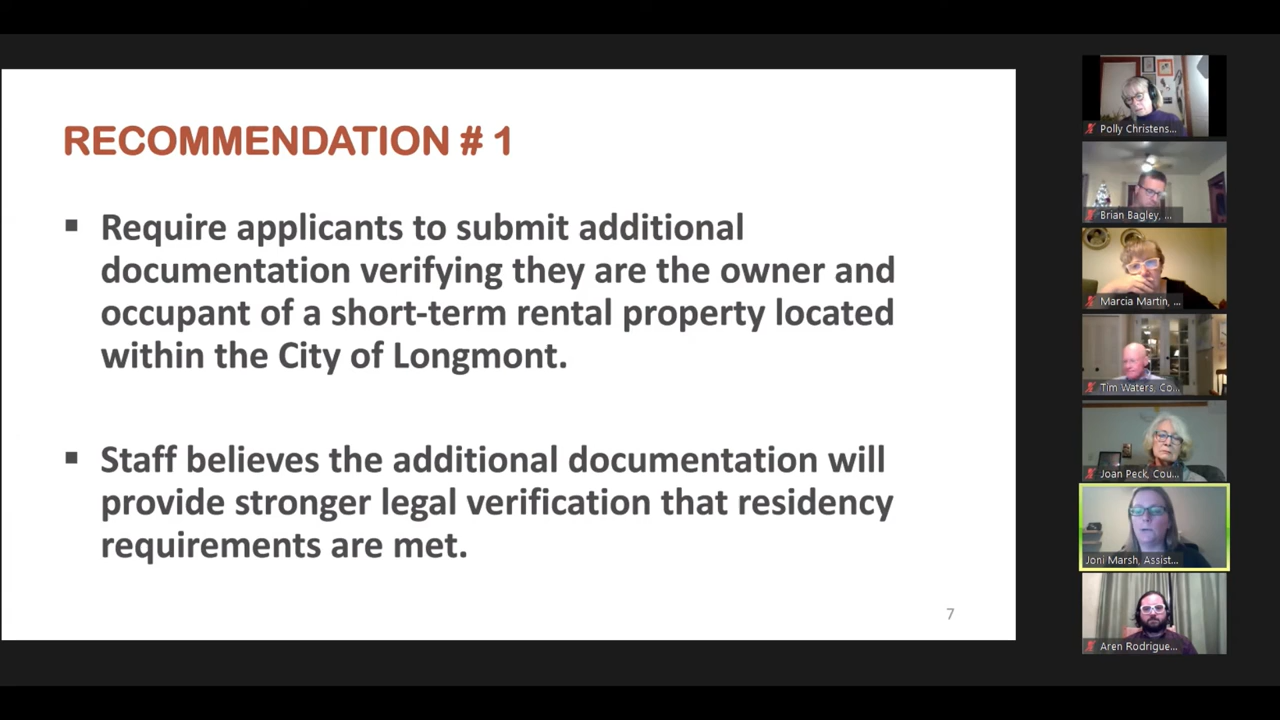 RECOMMENDATION # 1
▪ Require applicants to submit additional
documentation verifying they are the owner and
occupant of a short-term rental property located
within the City of Longmont.
▪ Staff believes the additional documentation will
provide stronger legal verification that residency
requirements are met.
7
Polly Christens...
Brian Bagley, ...
Marcia Martin, ...
Tim Waters, Co...
Joan Peck, Cou...
Joni Marsh, Assist...
Aren Rodrigue...